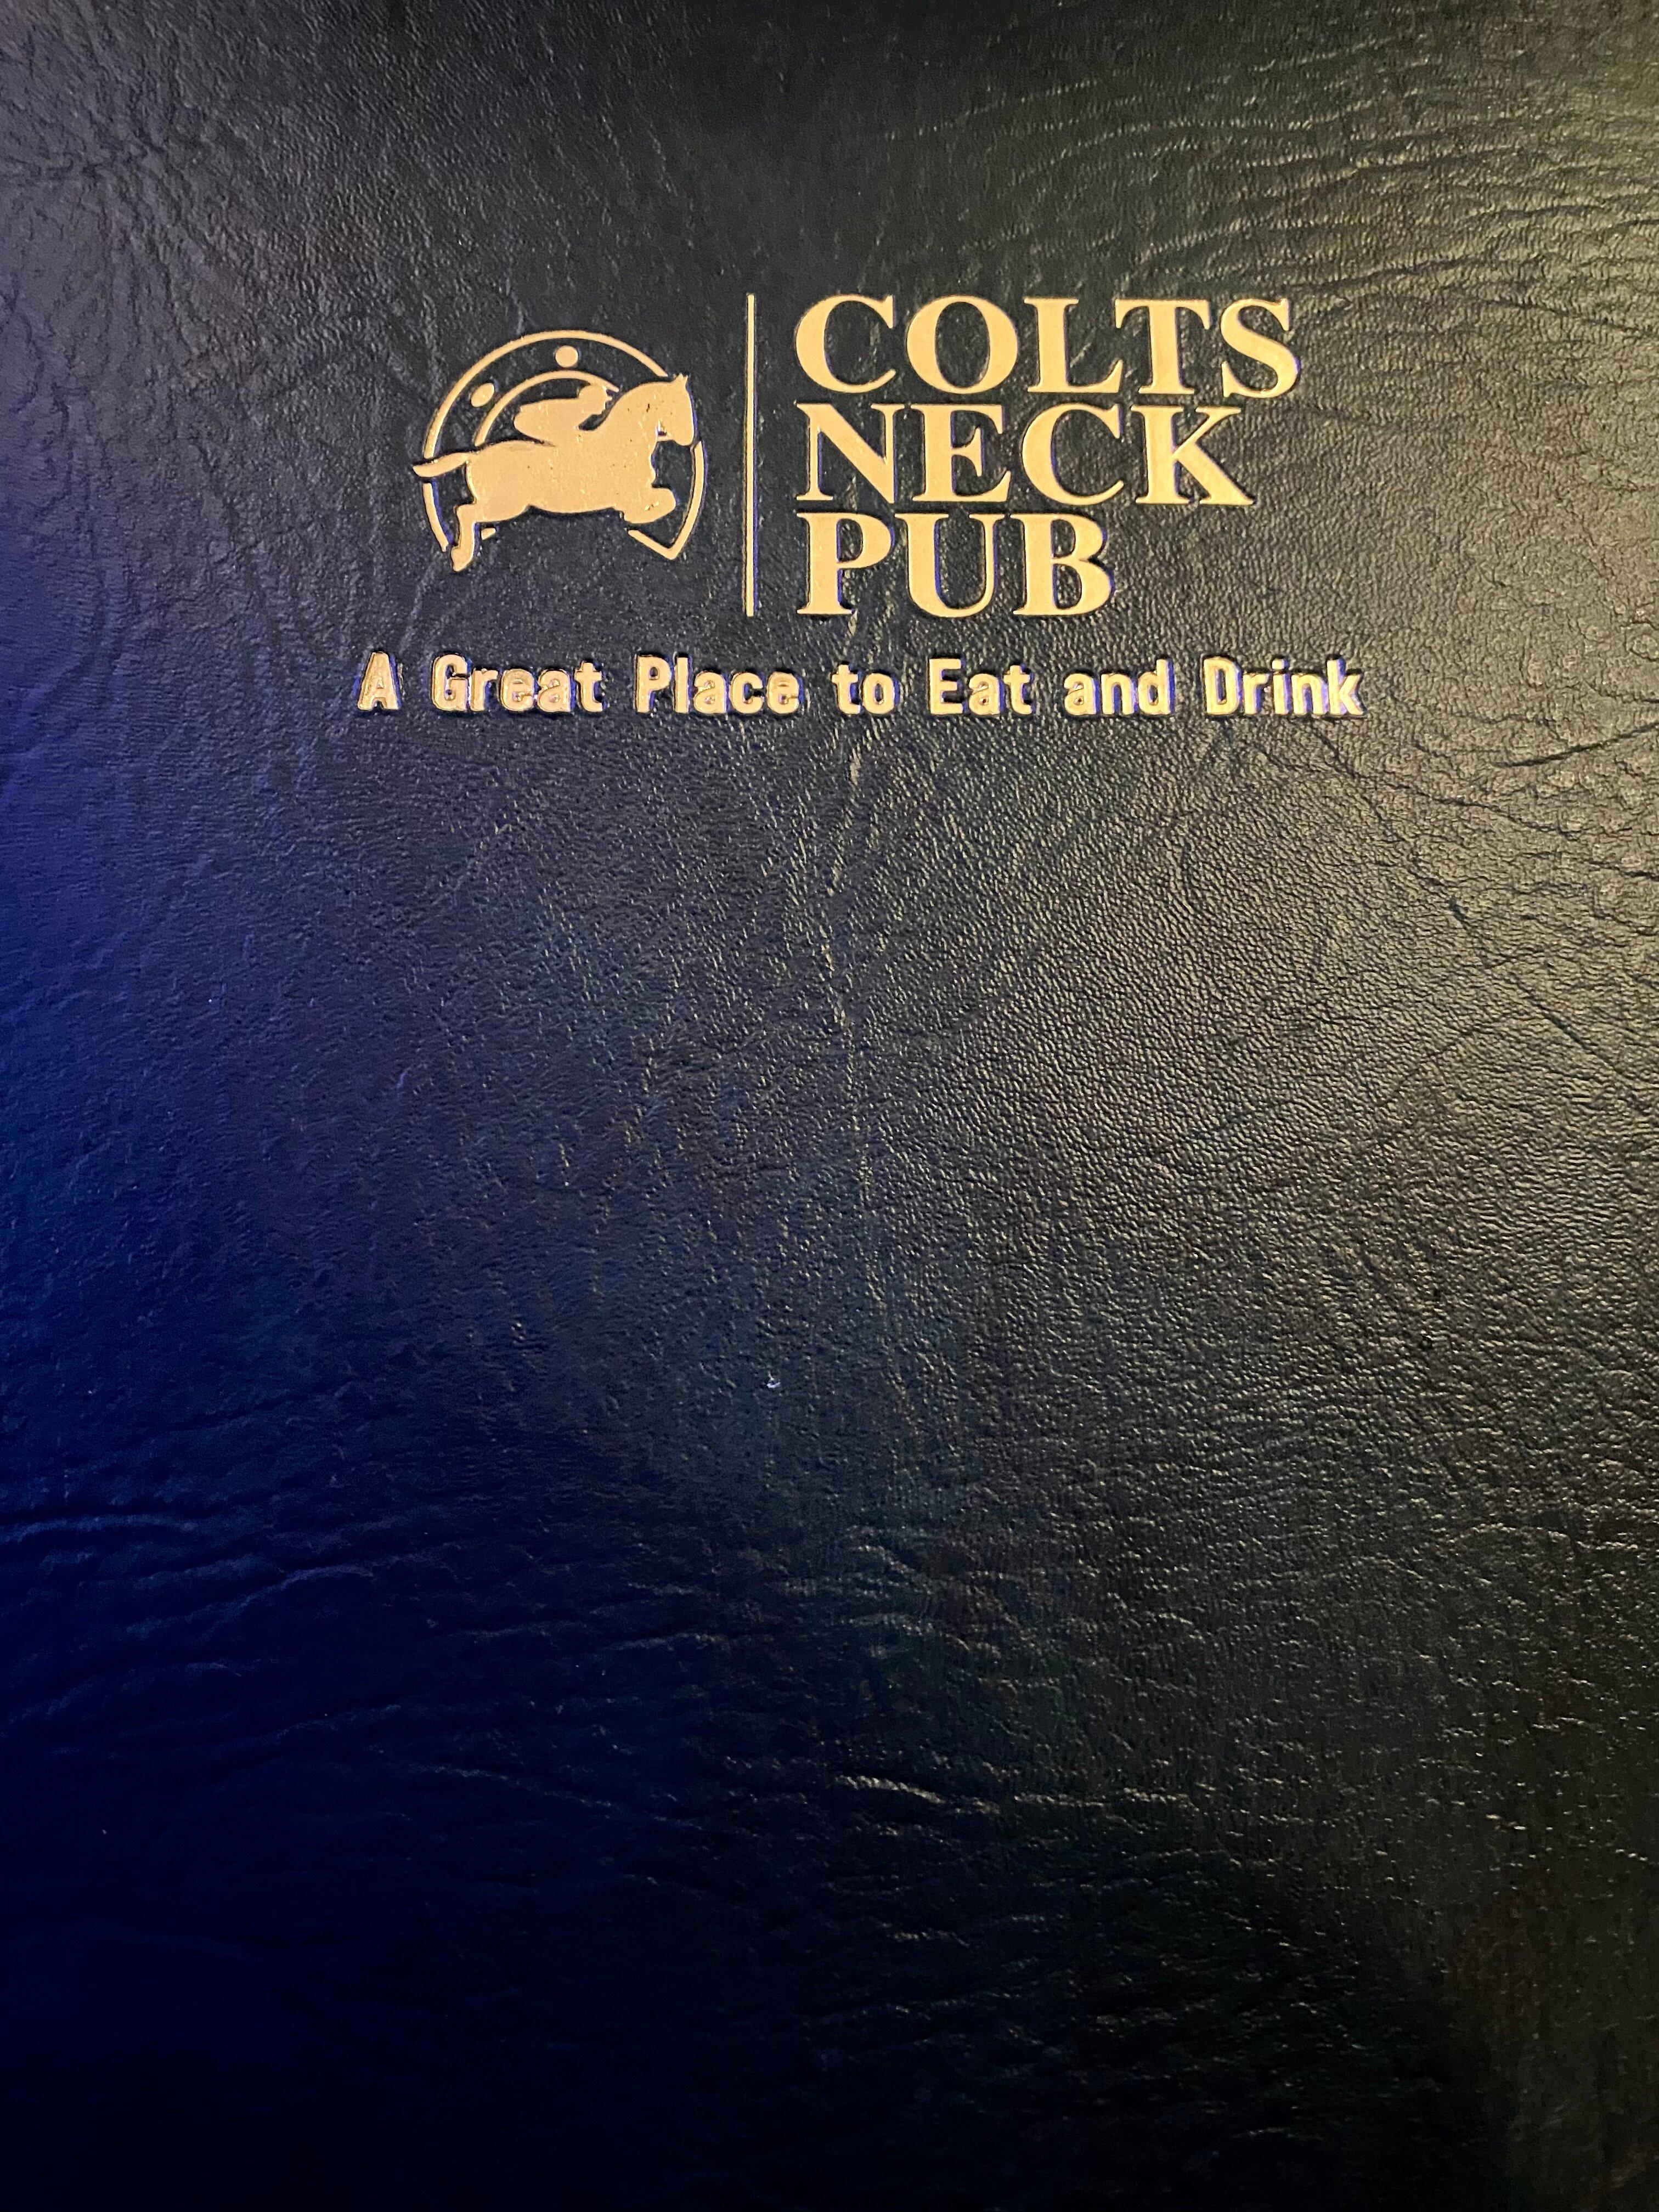 COLTS
NECK
PUB
A Great Place to Eat and Drink